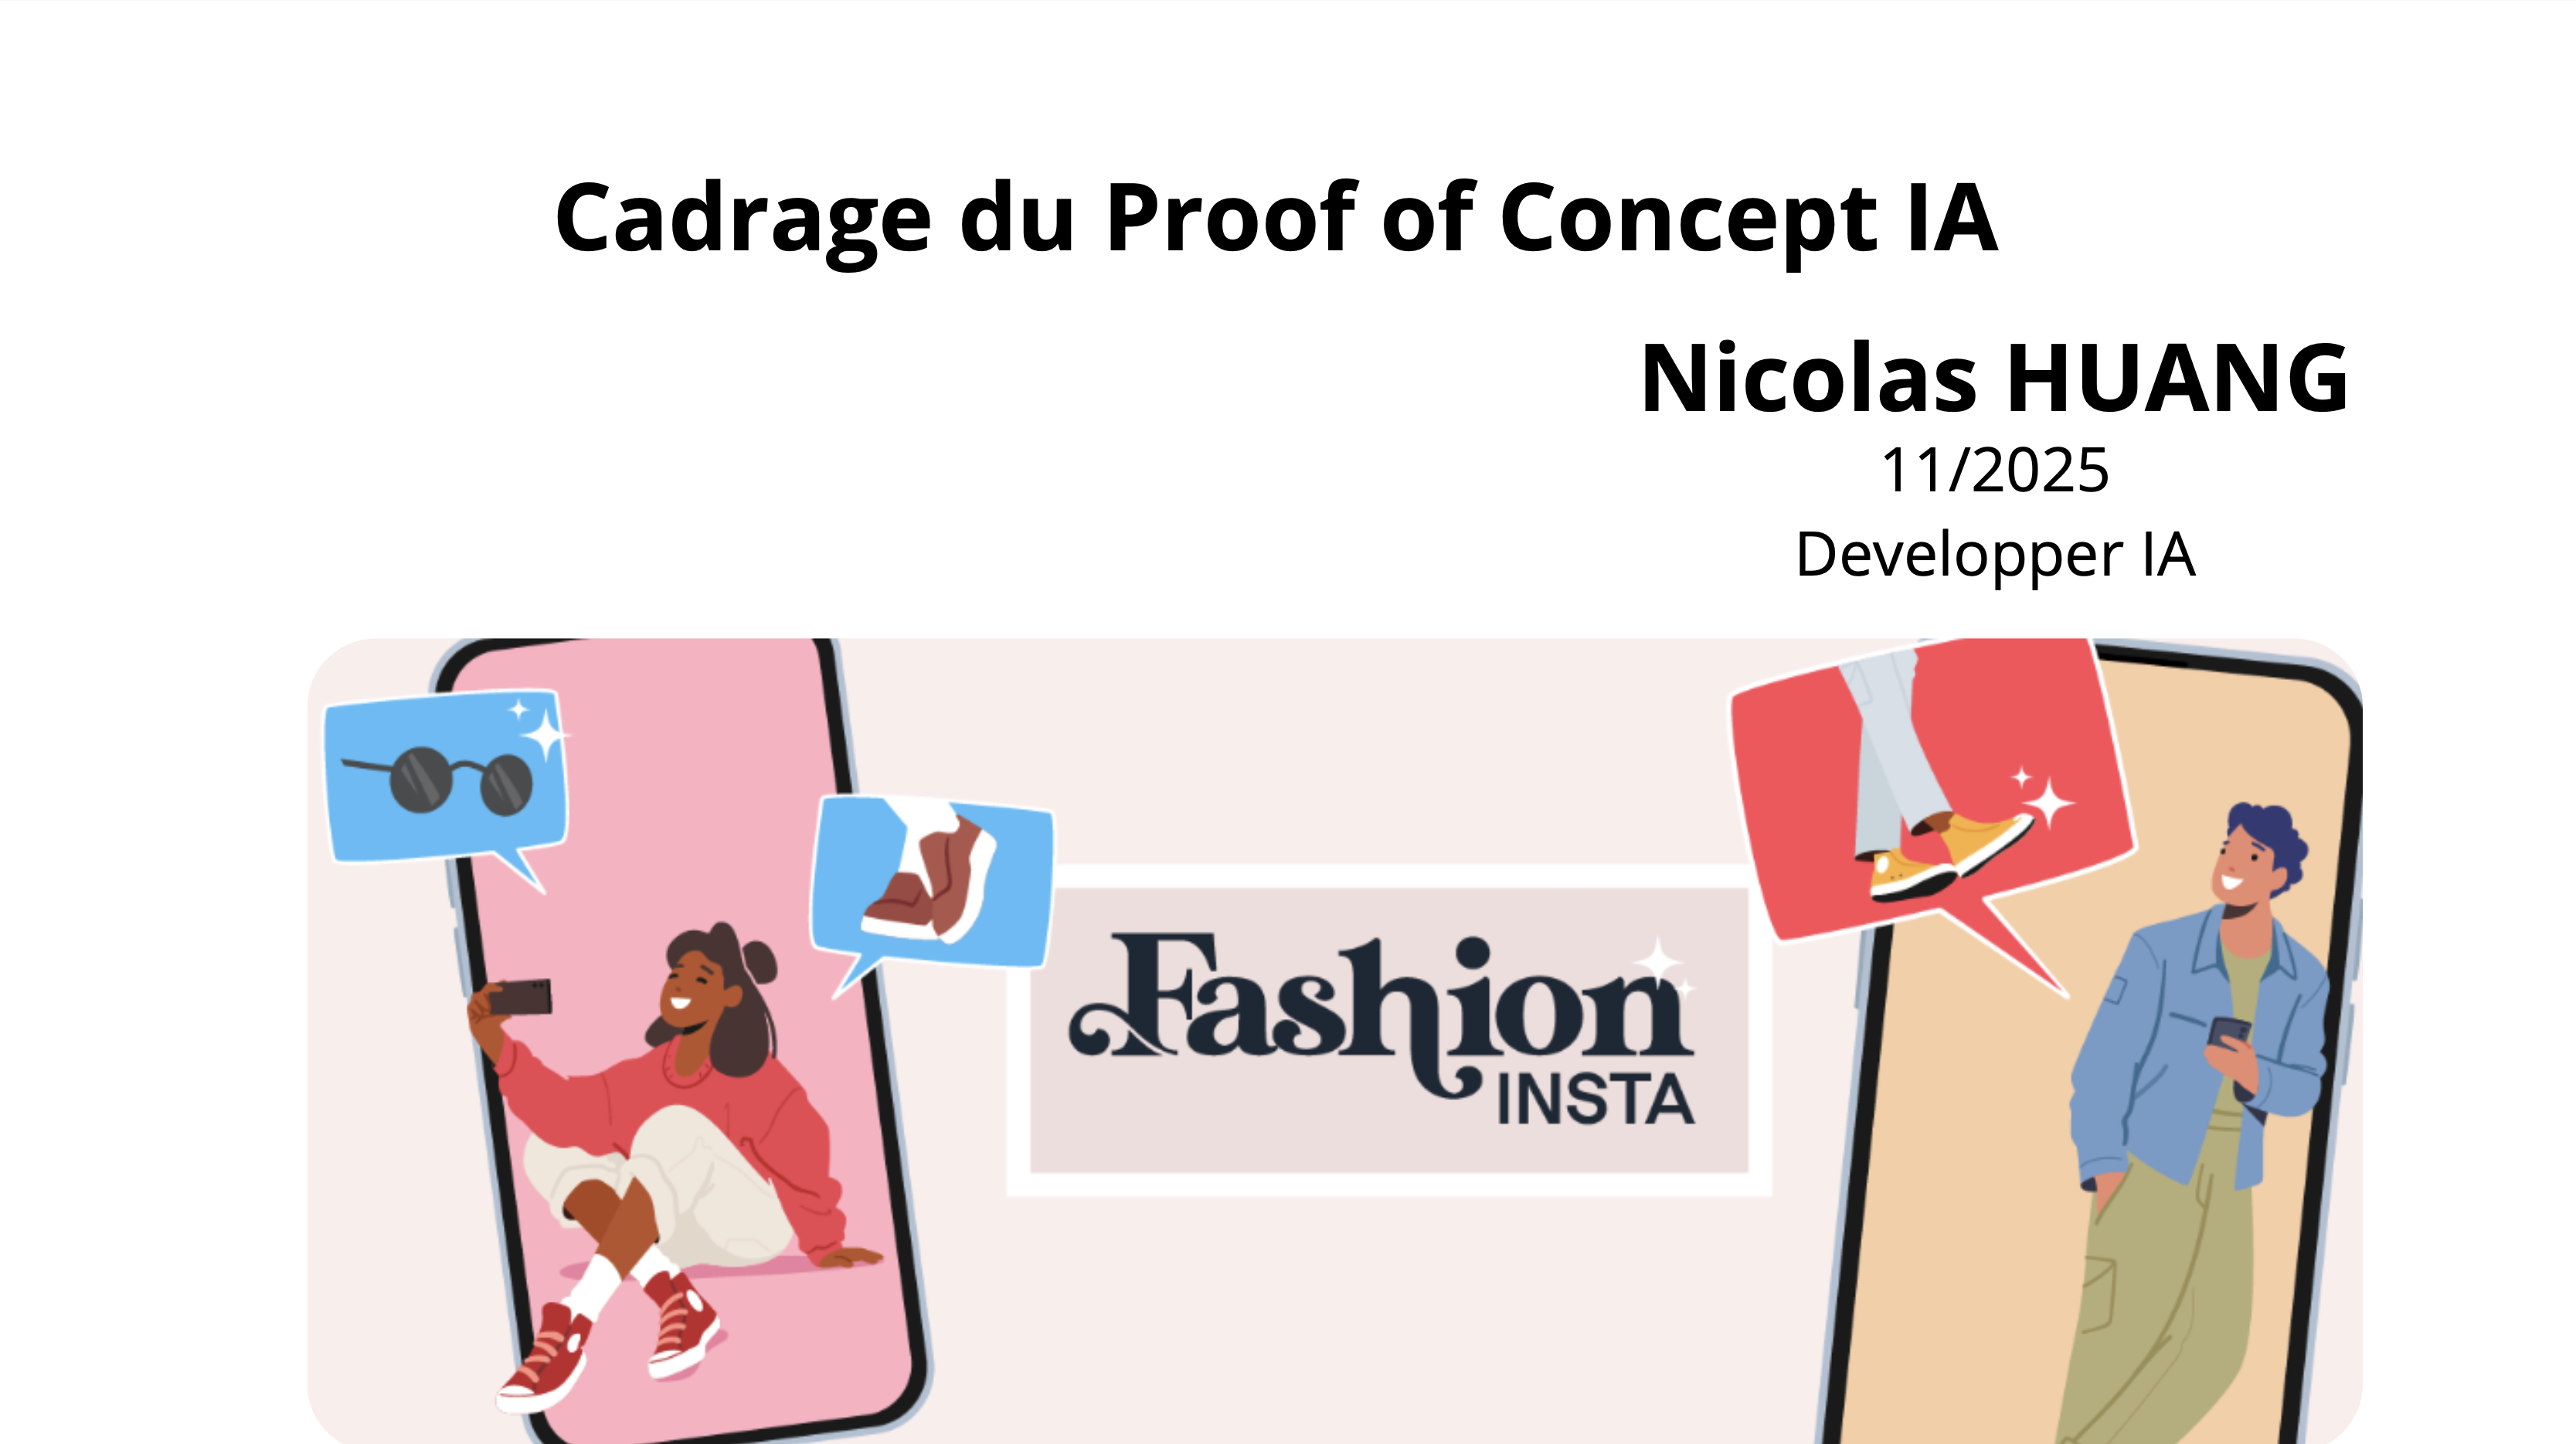 Cadrage du Proof of Concept IA
Nicolas HUANG
11/2025
Developper IA
Fashion
INSTA